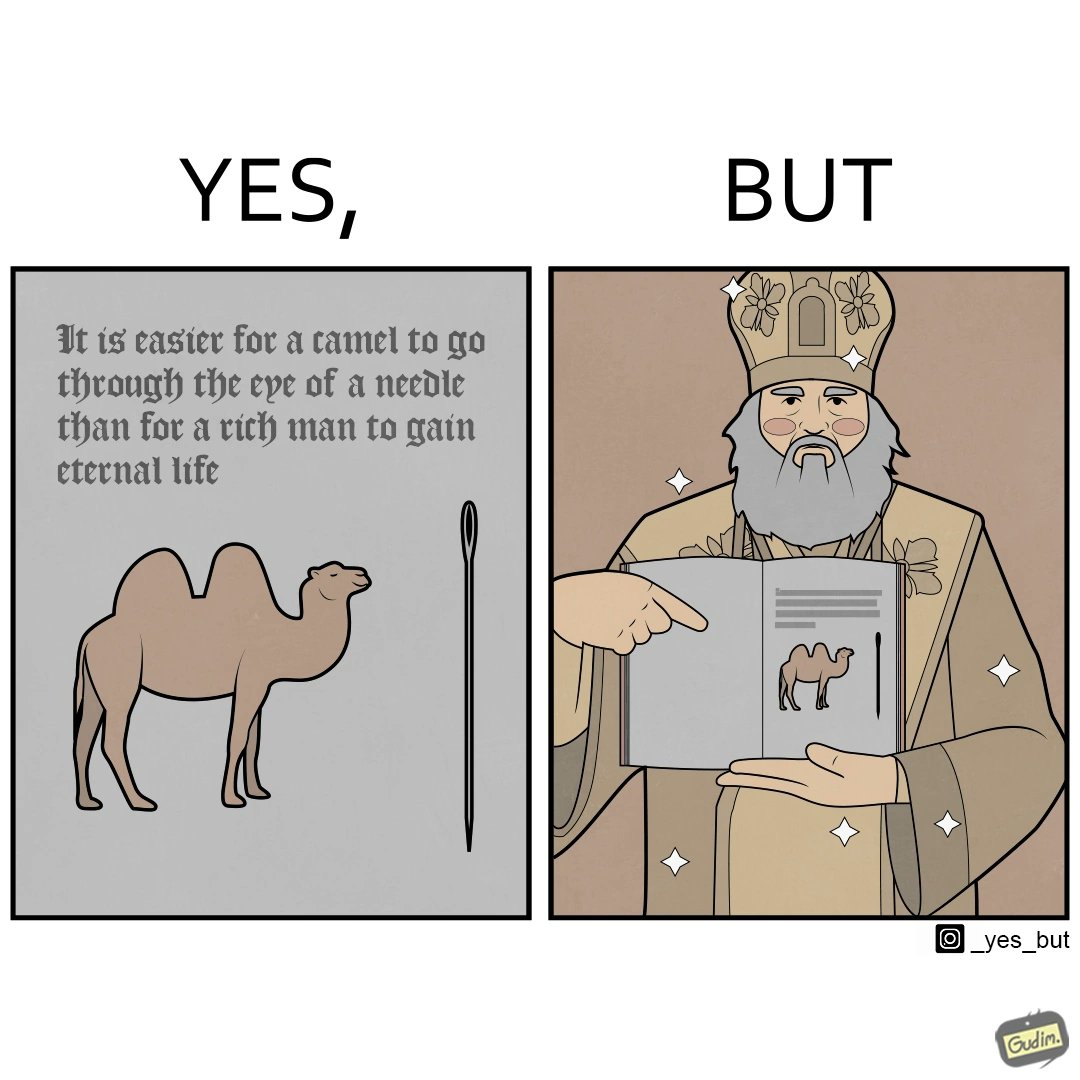 YES,
BUT
It is easier for a camel to go
through the eye of a needle
than for a rich man to gain
eternal life
_yes_but
Gudim.